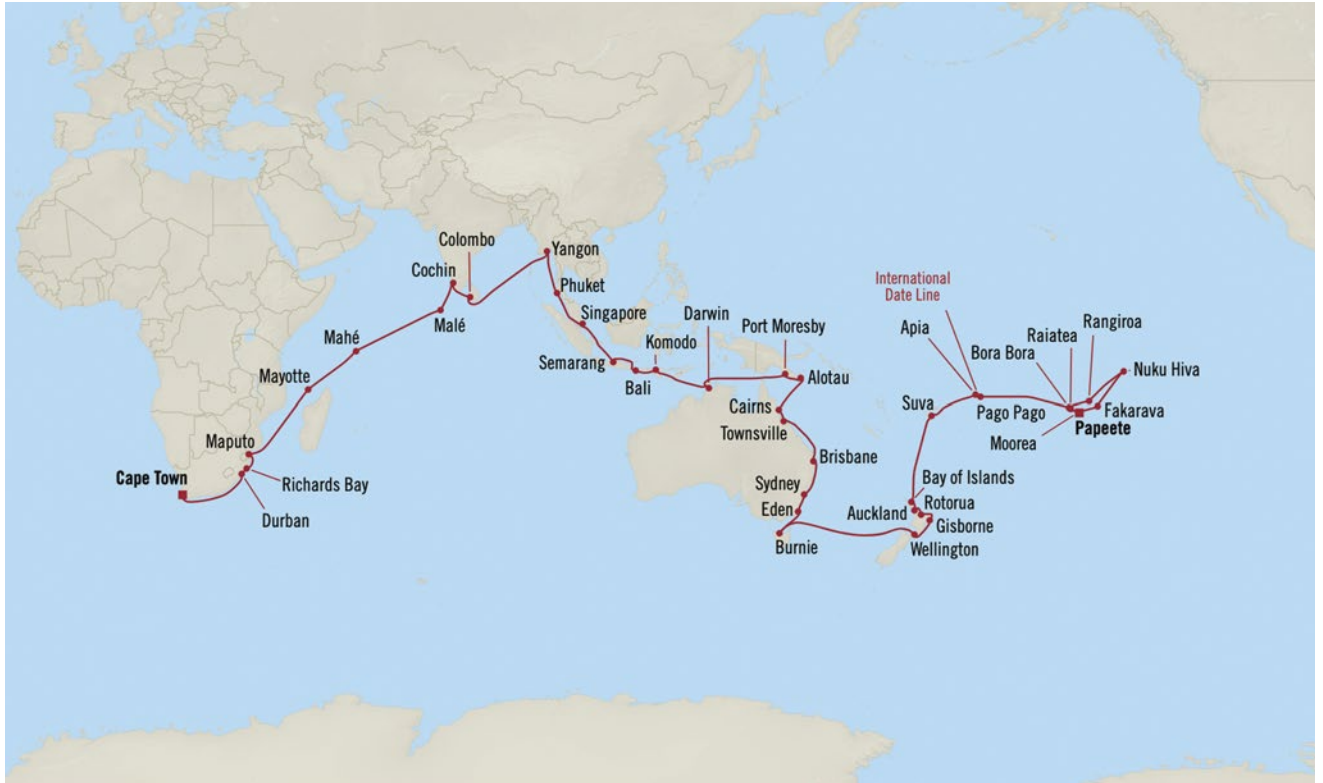 Colombo
Yangon
Cochin
Phuket
International
Date Line
Singapore
Darwin
Port Moresby
Rangiroa
Raiatea
Apia
Malé
Mahé
Komodo
Bora Bora
Semarang
Nuku Hiva
Mayotte
Bali
Alotau
Suva
Pago Pago
Fakarava
Cairns
Papeete
Townsville
Moorea
Maputo
Brisbane
Cape Town
Richards Bay
Sydney
Bay of Islands
Rotorua
Eden
Auckland
Durban
Gisborne
Burnie
Wellington